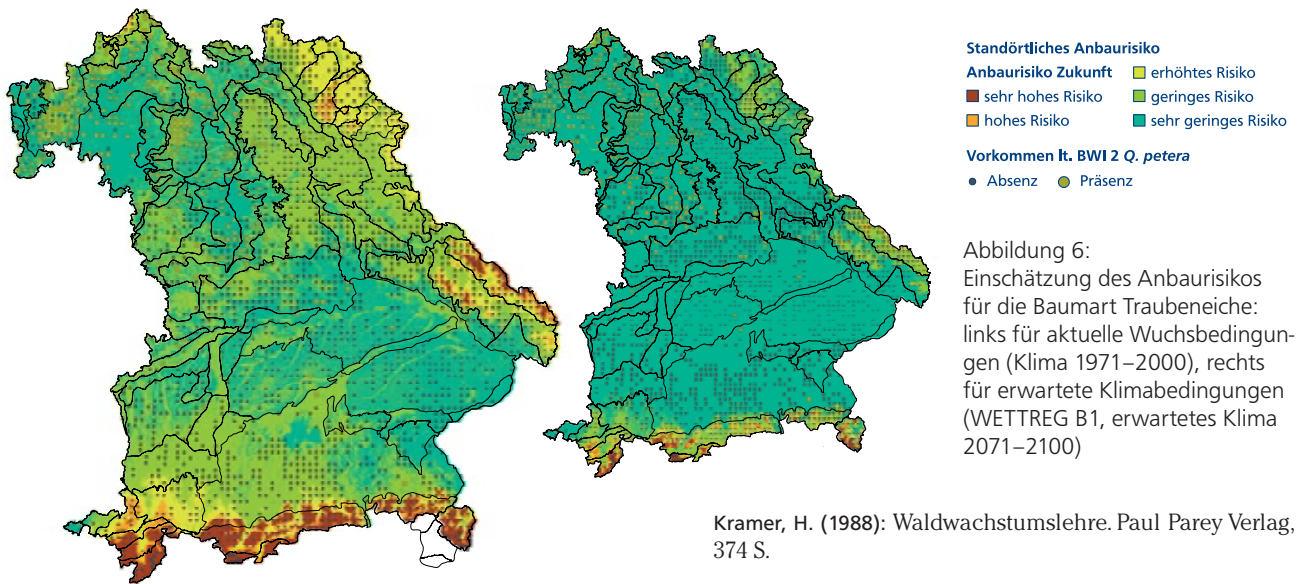 Standörtliches Anbaurisiko
Anbaurisiko Zukunft
sehr hohes Risiko
hohes Risiko
erhöhtes Risiko
geringes Risiko
sehr geringes Risiko
Vorkommen lt. BWI 2 Q. petera
Absenz Präsenz
Abbildung 6:
Einschätzung des Anbaurisikos
für die Baumart Traubeneiche:
links für aktuelle Wuchsbedingun-
gen (Klima 1971–2000), rechts
für erwartete Klimabedingungen
(WETTREG B1, erwartetes Klima
2071–2100)
Kramer, H. (1988): Waldwachstumslehre. Paul Parey Verlag,
374 S.